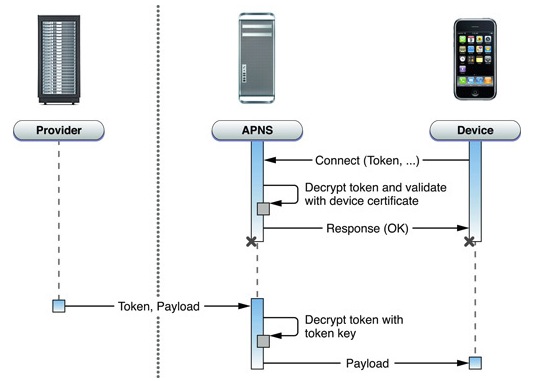 Provider
APNS
Device
Connect (Token, ...)
Decrypt token and validate
with device certificate
Response (OK)
Token, Payload
Decrypt token with
token key
Payload